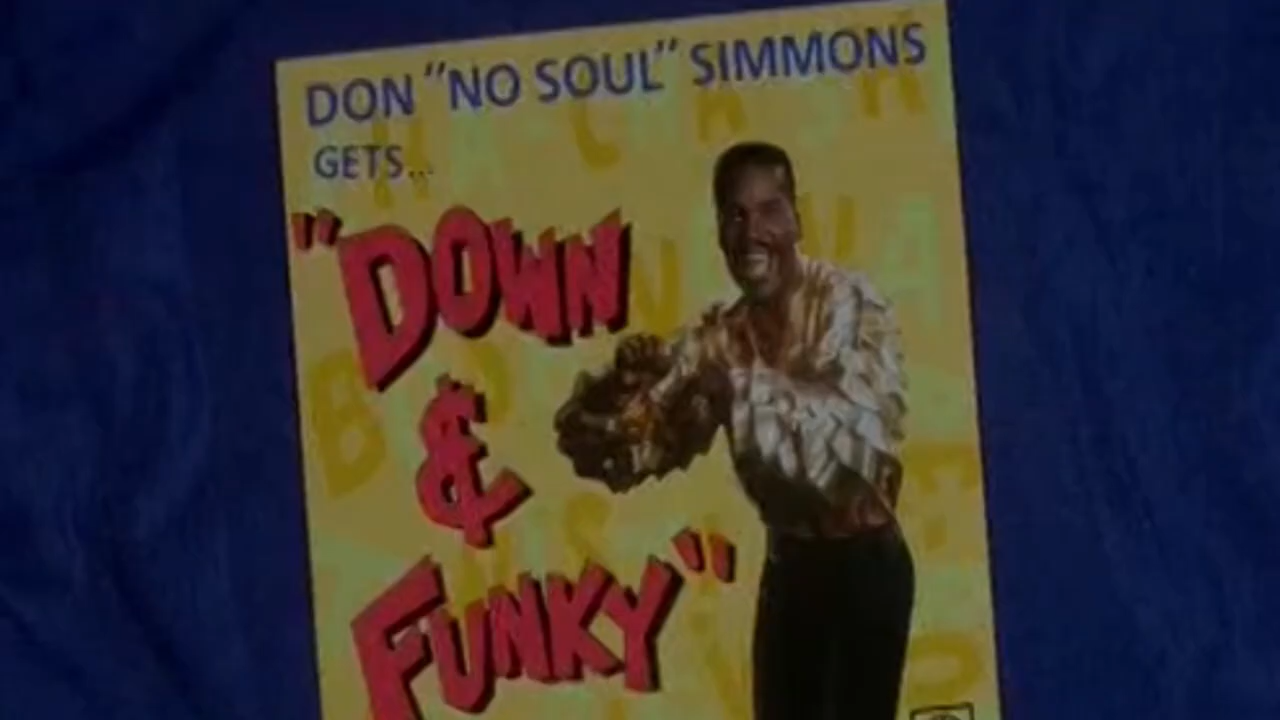 DON "NO SOUL" SIMMONS
GETS...
"DOWN
&
FUNKY"